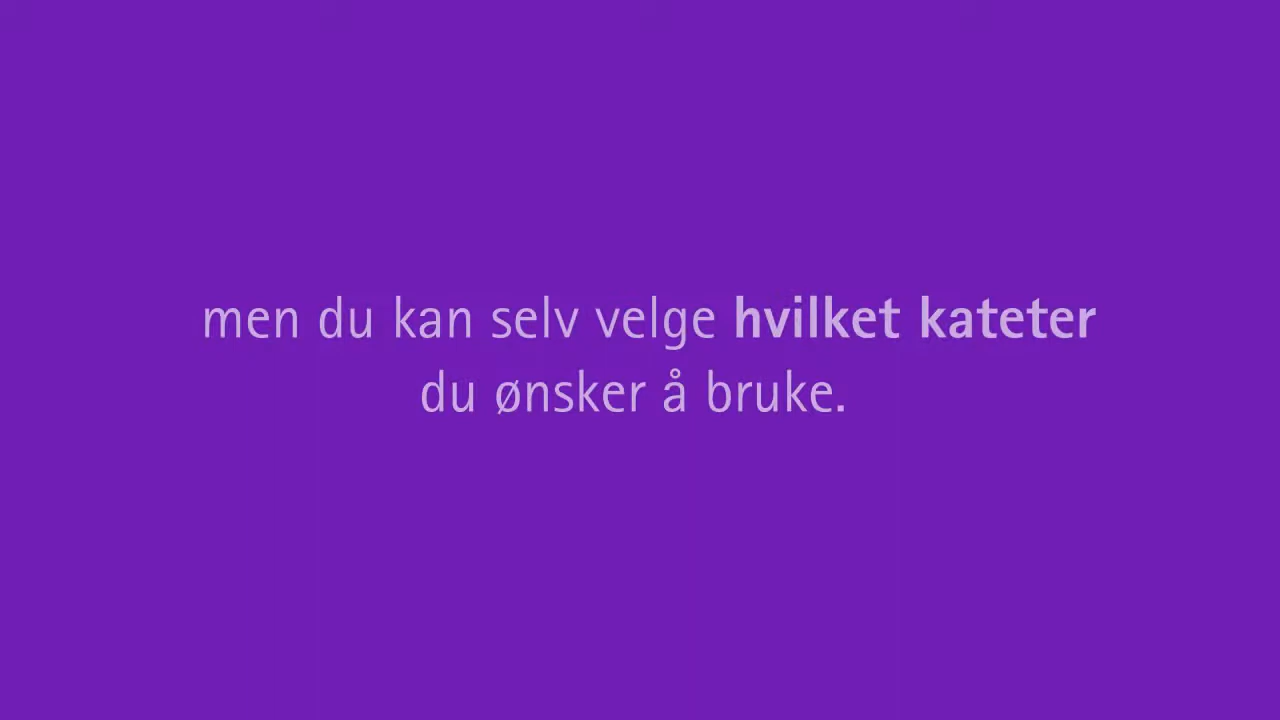 men du kan selv velge hvilket kateter
du ønsker å bruke.